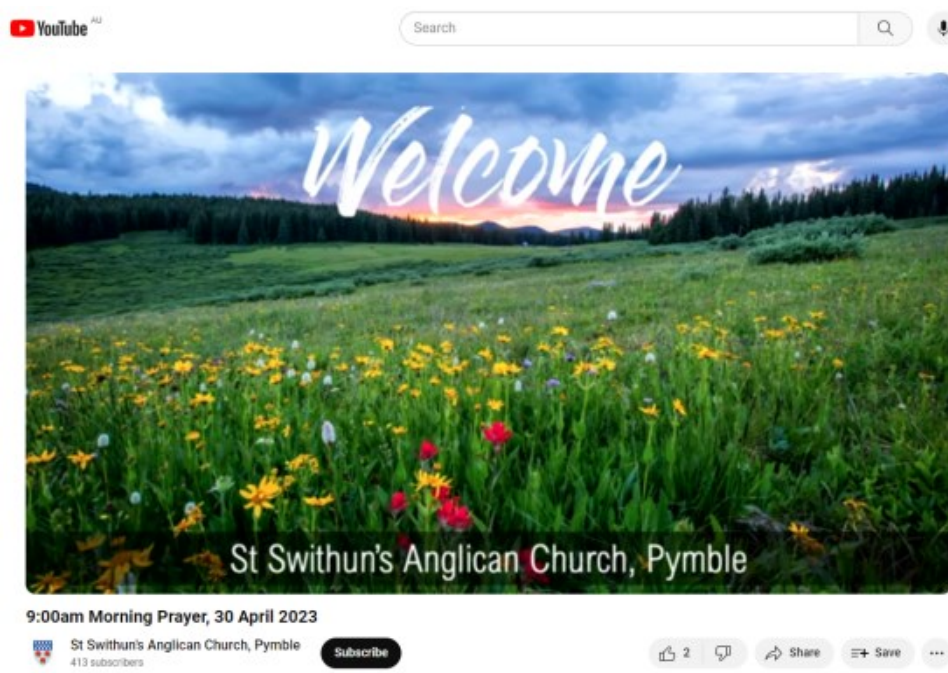 YouTube AU
Search
Welcome
St Swithun's Anglican Church, Pymble
9:00am Morning Prayer, 30 April 2023
St Swithun's Anglican Church, Pymble
413 subscribers
Subscribe
2
Share
Save